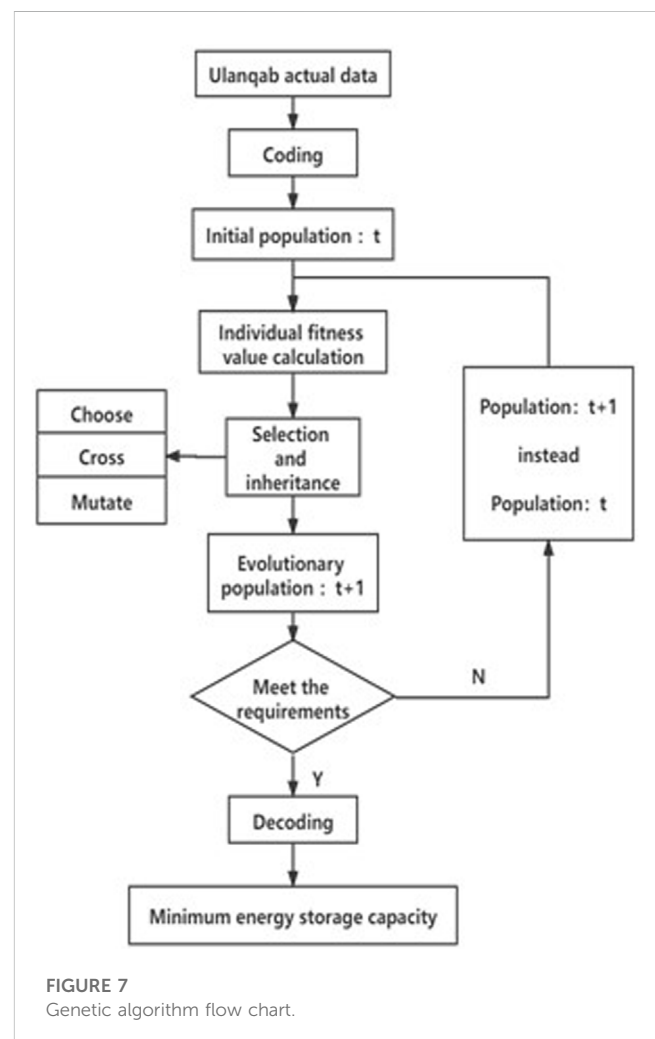 Ulanqab actual data
Coding
Initial population : t
Individual fitness
value calculation
Choose
Cross
Mutate
Selection
and
inheritance
Population: t+1
instead
Population: t
Evolutionary
population : t+1
Meet the
requirements
N
Y
Decoding
Minimum energy storage capacity
FIGURE 7
Genetic algorithm flow chart.